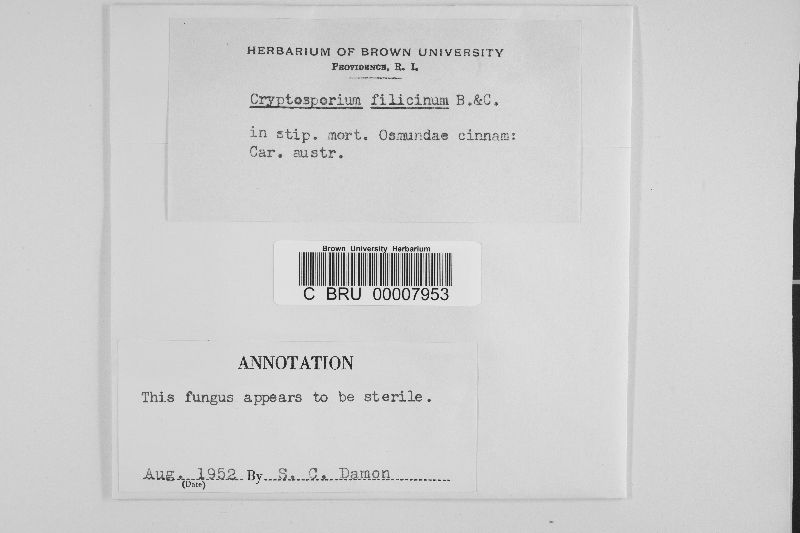 HERBARIUM OF BROWN UNIVERSITY
PROVIDENCE, R. I.
Cryptosporium filicinum B.&C.
in stip. mort. Osmundae cinnam:
Car. austr.
Brown University Herbarium
C BRU 00007953
ANNOTATION
This fungus appears to be sterile.
Aug. 1952 By S. C. Damon
(Date)